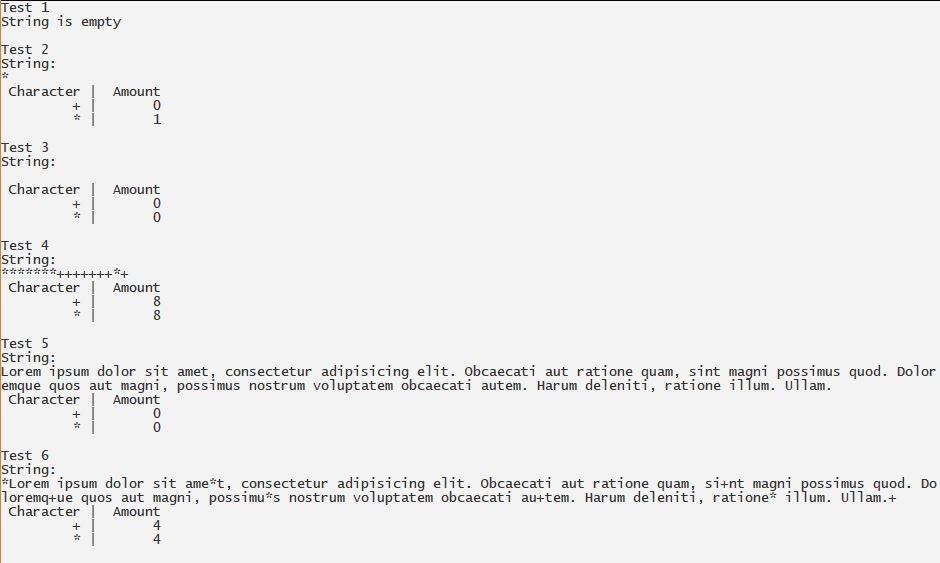 Test 1
String is empty
Test 2
String:
*
Character | Amount
+ | 0
* | 1
Test 3
String:
Character | Amount
+ | 0
* | 0
Test 4
String:
*******+++++++*+
Character | Amount
+ | 8
* | 8
Test 5
String:
Lorem ipsum dolor sit amet, consectetur adipisicing elit. Obcaecati aut ratione quam, sint magni possimus quod. Dolor
emque quos aut magni, possimus nostrum voluptatem obcaecati autem. Harum deleniti, ratione illum. Ullam.
Character | Amount
+ | 0
* | 0
Test 6
String:
*Lorem ipsum dolor sit ame*t, consectetur adipisicing elit. Obcaecati aut ratione quam, si+nt magni possimus quod. Do
loremq+ue quos aut magni, possimu*s nostrum voluptatem obcaecati au+tem. Harum deleniti, ratione* illum. Ullam.+
Character | Amount
+ | 4
* | 4